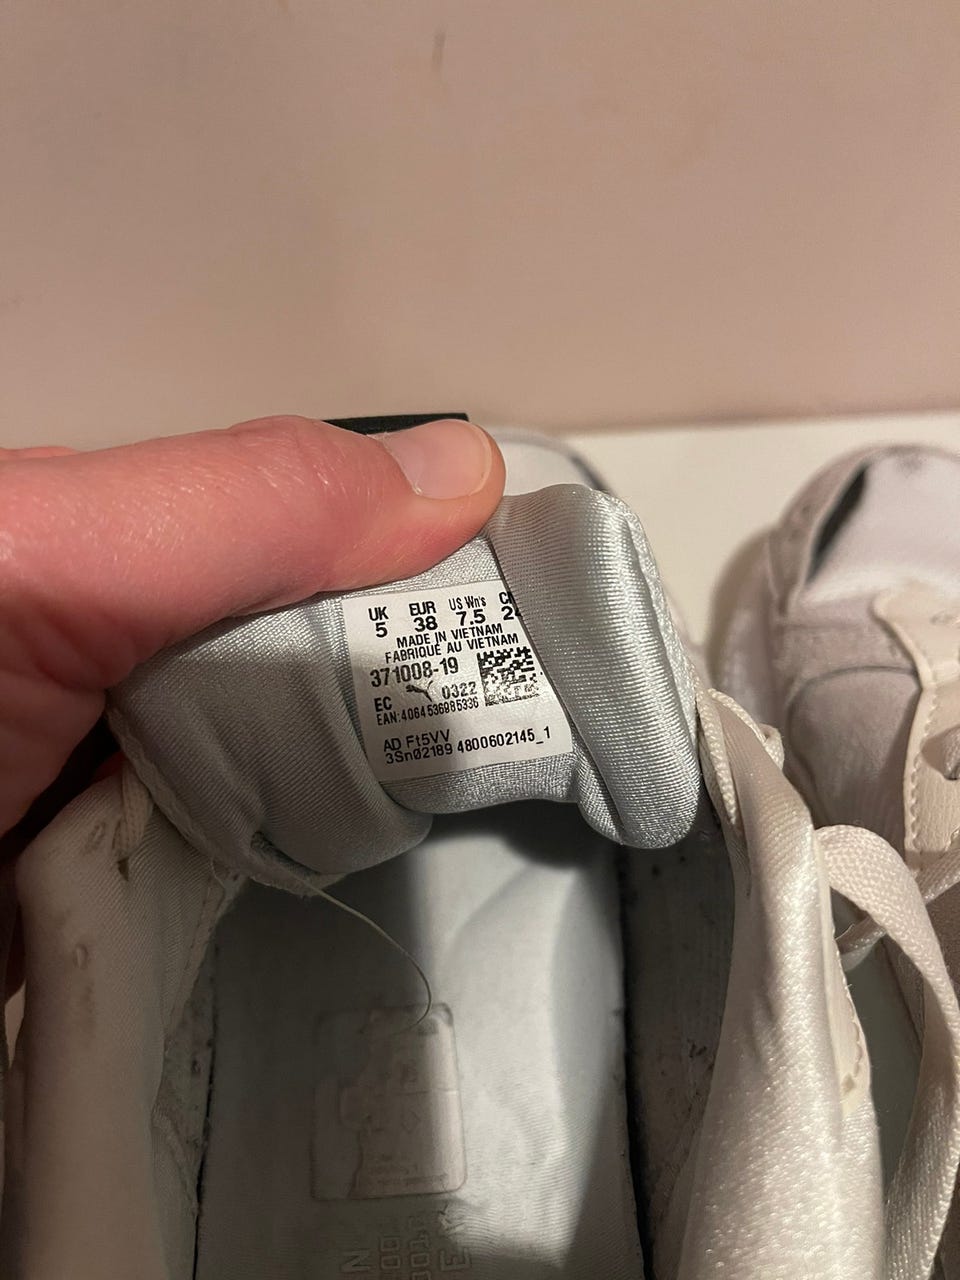 UK EUR US Wn's
5 38 7.5
MADE IN VIETNAM
FABRIQUÉ AU VIETNAM
371008-19
EC 0322
EAN:4064536985336
AD Ft5VV
3Sn02189 4800602145_1